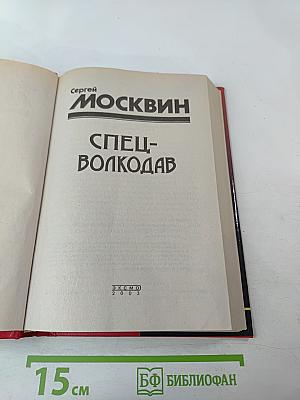 Сергей
МОСКВИН
СПЕЦ-
ВОЛКОДАВ
ЭКСМО
2003
15 см
БФ БИБЛИОФАН